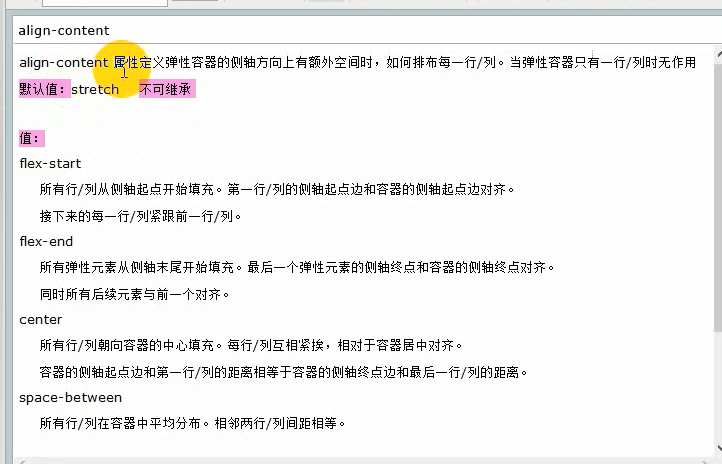 align-content
align-content 属性定义弹性容器的侧轴方向上有额外空间时，如何排布每一行/列。当弹性容器只有一行/列时无作用
默认值：stretch 不可继承
值：
flex-start
所有行/列从侧轴起点开始填充。第一行/列的侧轴起点边和容器的侧轴起点边对齐。
接下来的每一行/列紧跟前一行/列。
flex-end
所有弹性元素从侧轴末尾开始填充。最后一个弹性元素的侧轴终点和容器的侧轴终点对齐。
同时所有后续元素与前一个对齐。
center
所有行/列朝向容器的中心填充。每行/列互相紧挨，相对于容器居中对齐。
容器的侧轴起点边和第一行/列的距离相等于容器的侧轴终点边和最后一行/列的距离。
space-between
所有行/列在容器中平均分布。相邻两行/列间距相等。